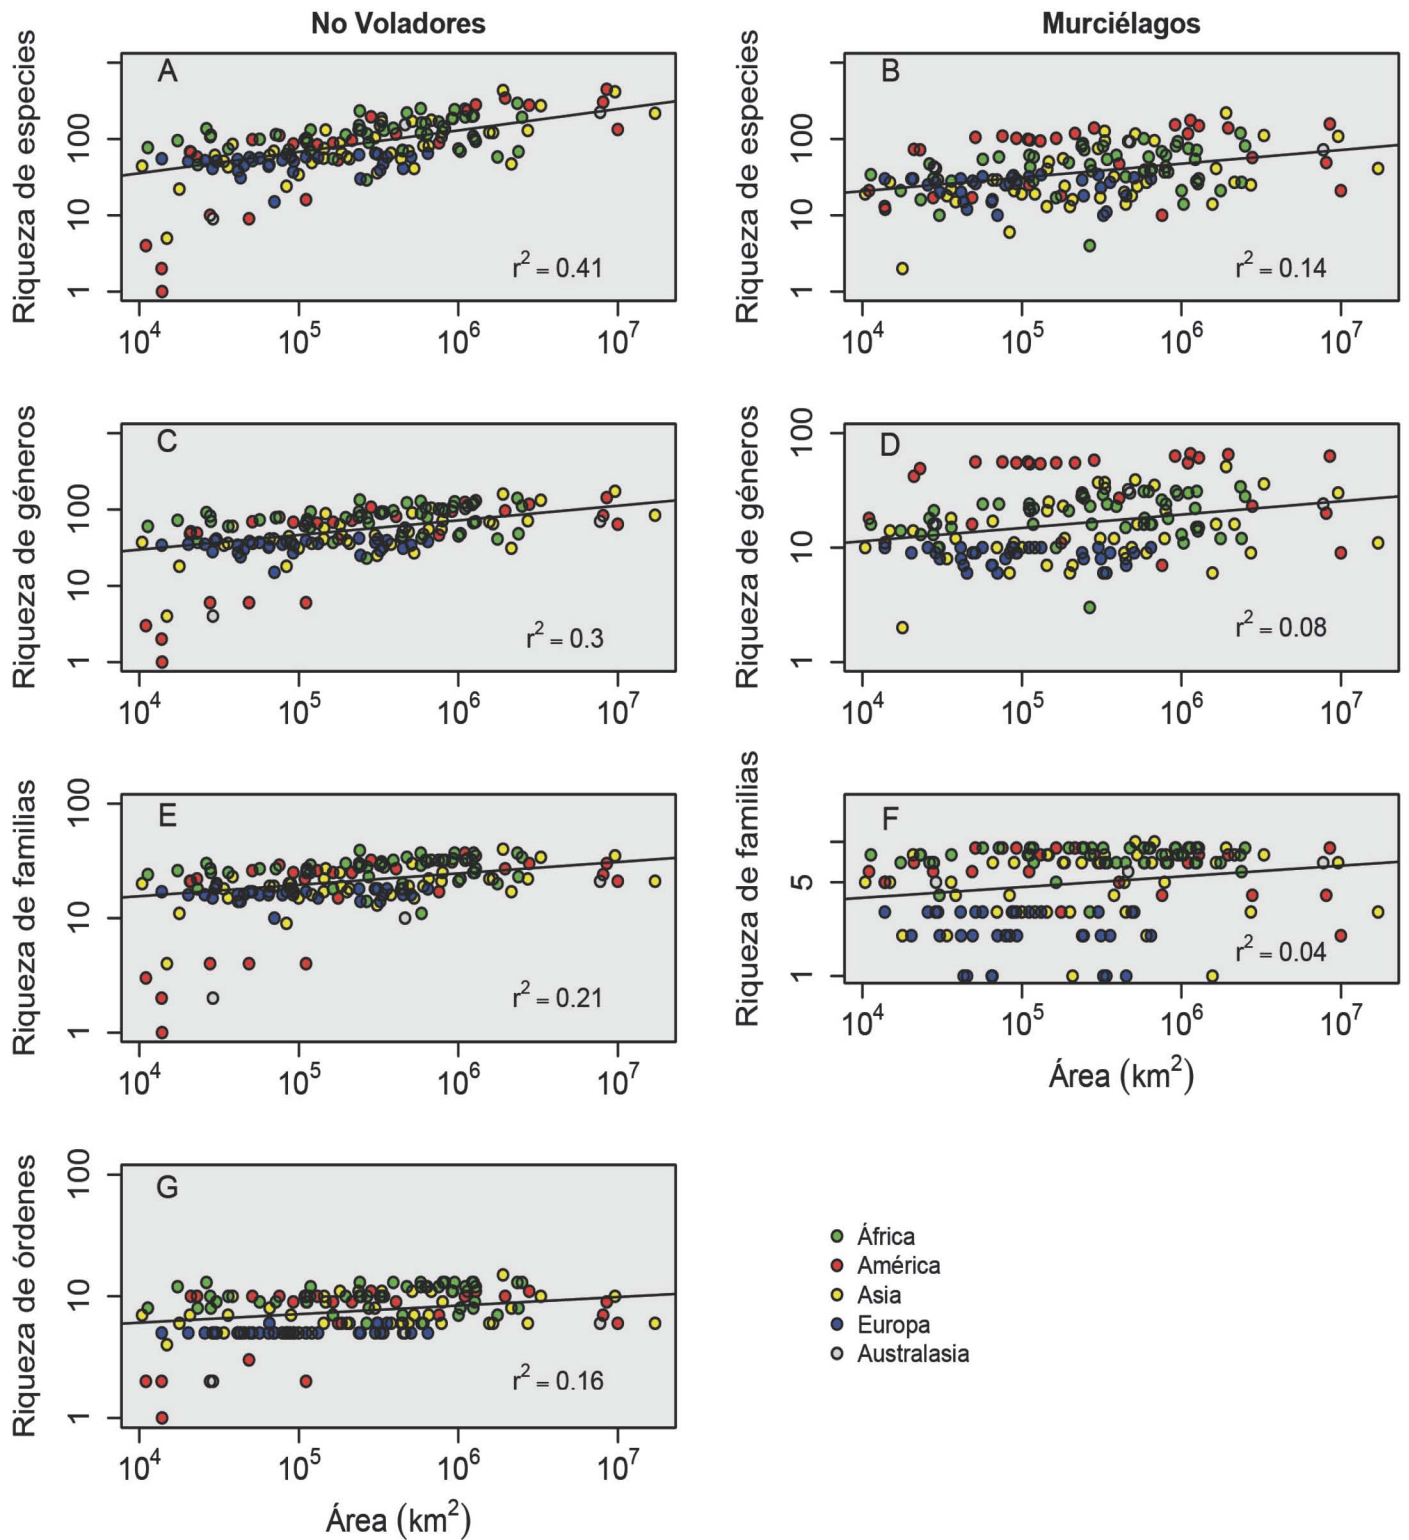 No Voladores
Murciélagos
Riqueza de especies
100
10
1
A
r² = 0.41
10⁴ 10⁵ 10⁶ 10⁷
Riqueza de especies
100
10
1
B
r² = 0.14
10⁴ 10⁵ 10⁶ 10⁷
Riqueza de géneros
100
10
1
C
r² = 0.3
10⁴ 10⁵ 10⁶ 10⁷
Riqueza de géneros
100
10
1
D
r² = 0.08
10⁴ 10⁵ 10⁶ 10⁷
Riqueza de familias
100
10
1
E
r² = 0.21
10⁴ 10⁵ 10⁶ 10⁷
Riqueza de familias
5
1
F
r² = 0.04
10⁴ 10⁵ 10⁶ 10⁷
Área (km²)
Riqueza de órdenes
100
10
1
G
r² = 0.16
10⁴ 10⁵ 10⁶ 10⁷
Área (km²)
África
América
Asia
Europa
Australasia